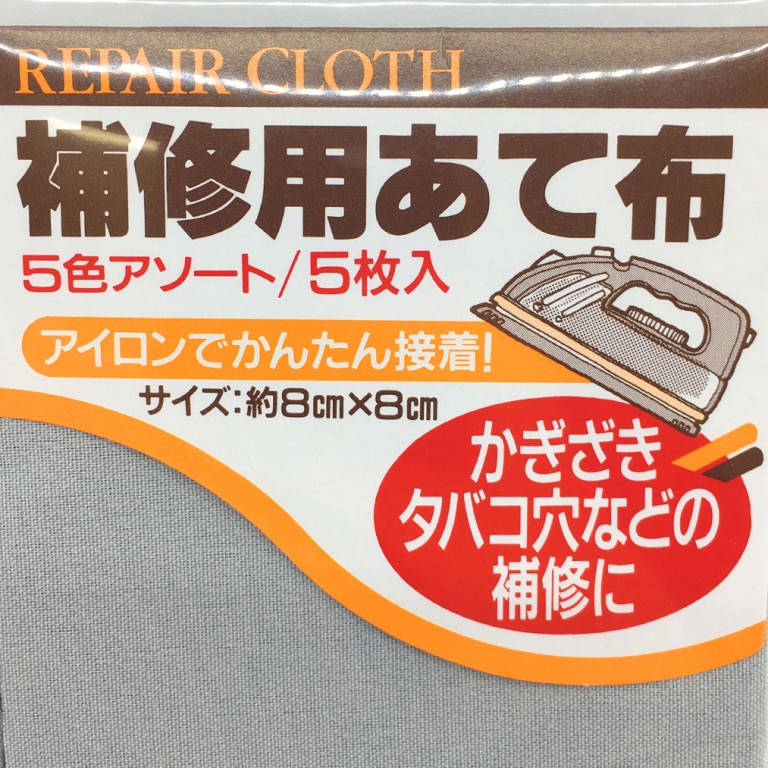 REPAIR CLOTH
補修用あて布
5色アソート/5枚入
アイロンでかんたん接着!
サイズ:約8㎝×8㎝
かぎざき
タバコ穴などの
補修に